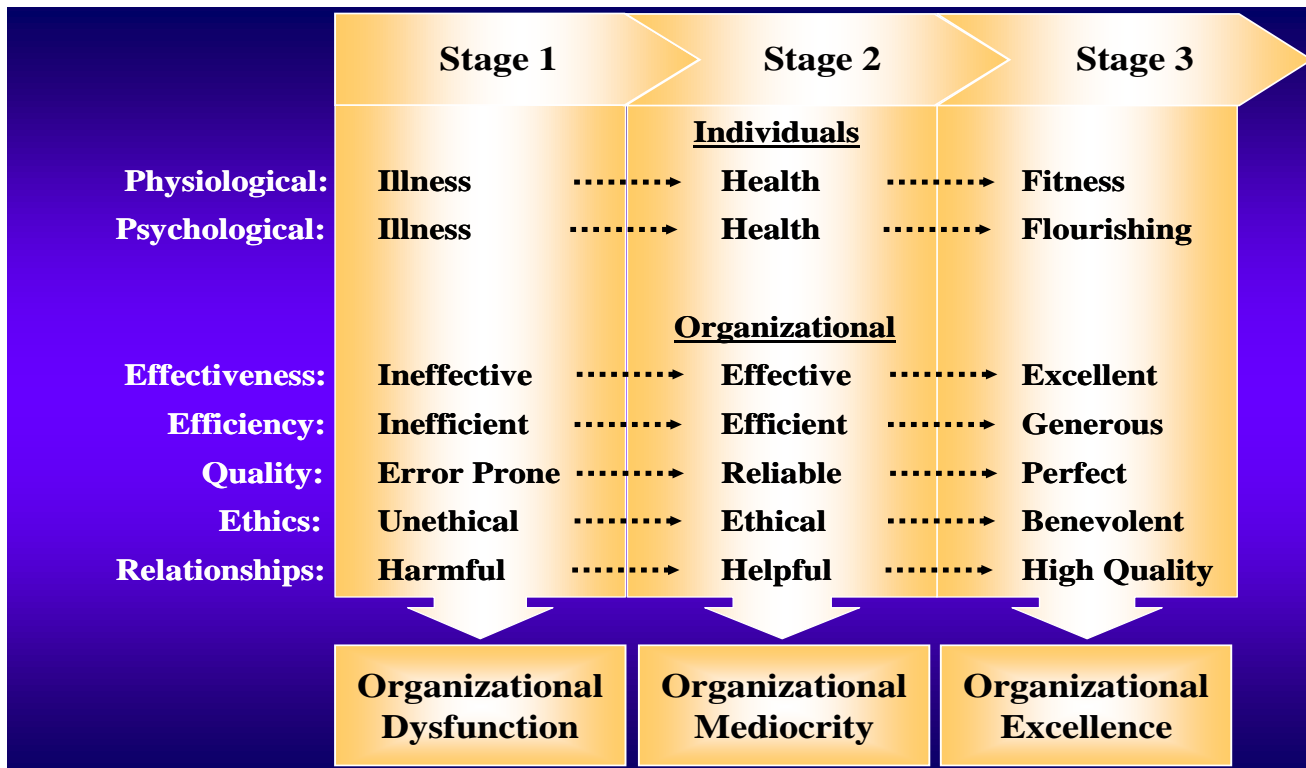 Stage 1 Stage 2 Stage 3
Individuals
Physiological: Illness Health Fitness
Psychological: Illness Health Flourishing
Organizational
Effectiveness: Ineffective Effective Excellent
Efficiency: Inefficient Efficient Generous
Quality: Error Prone Reliable Perfect
Ethics: Unethical Ethical Benevolent
Relationships: Harmful Helpful High Quality
Organizational
Dysfunction
Organizational
Mediocrity
Organizational
Excellence